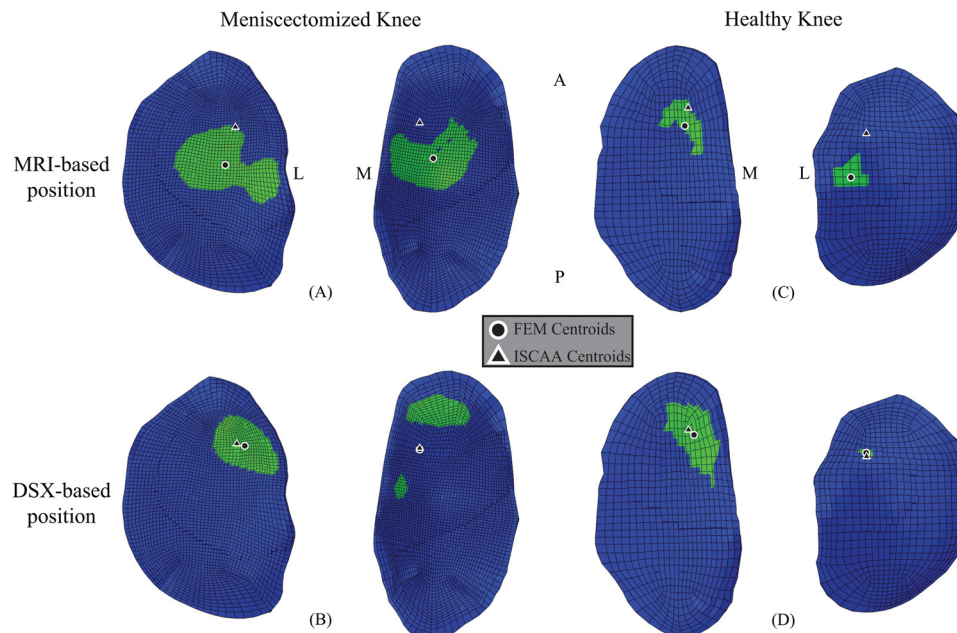 Meniscectomized Knee
Healthy Knee
A
MRI-based
position
L
M
M
L
(A)
P
(C)
FEM Centroids
ISCAA Centroids
DSX-based
position
(B)
(D)